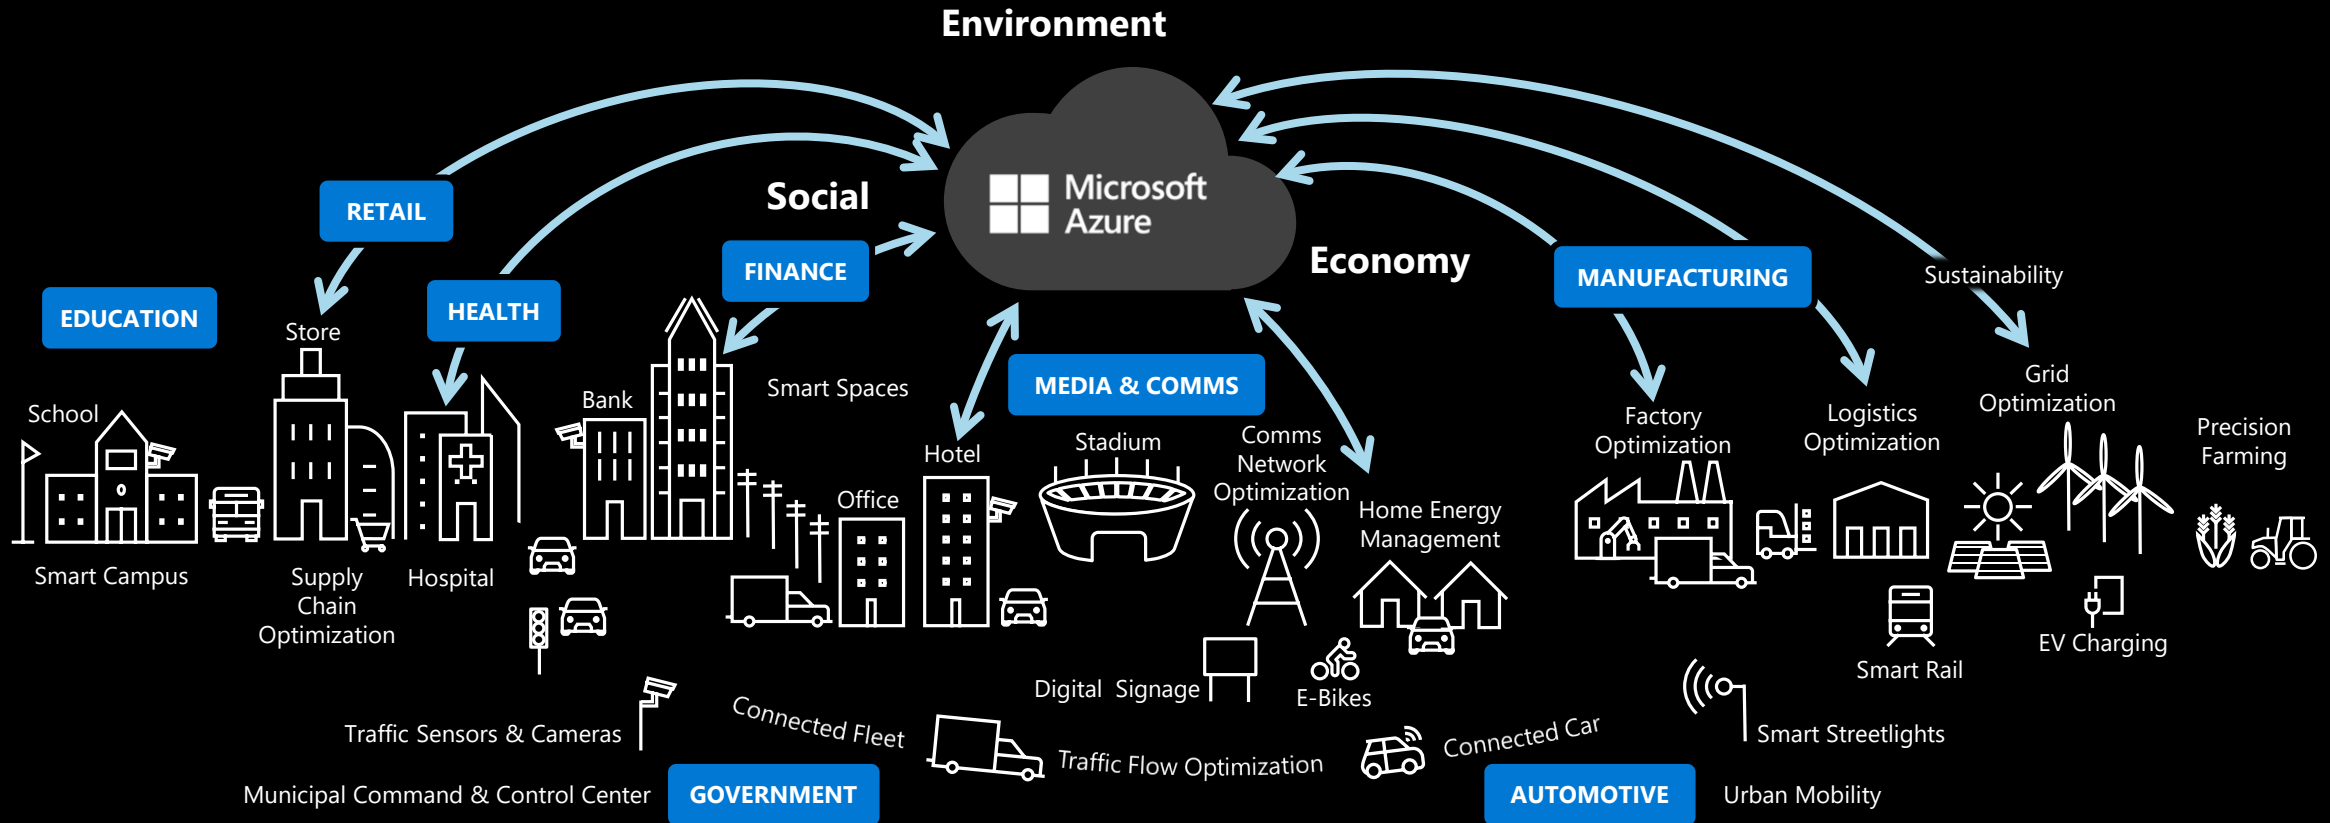 Environment
Microsoft
Azure
Social
Economy
RETAIL
FINANCE
HEALTH
EDUCATION
MANUFACTURING
Sustainability
MEDIA & COMMS
Store
School
Bank
Smart Spaces
Hotel
Office
Stadium
Comms
Network
Optimization
Home Energy
Management
Factory
Optimization
Logistics
Optimization
Grid
Optimization
Precision
Farming
Smart Campus
Supply
Chain
Optimization
Hospital
Digital Signage
E-Bikes
Smart Rail
EV Charging
Traffic Sensors & Cameras
Connected Fleet
Traffic Flow Optimization
Connected Car
Smart Streetlights
Municipal Command & Control Center
GOVERNMENT
AUTOMOTIVE
Urban Mobility